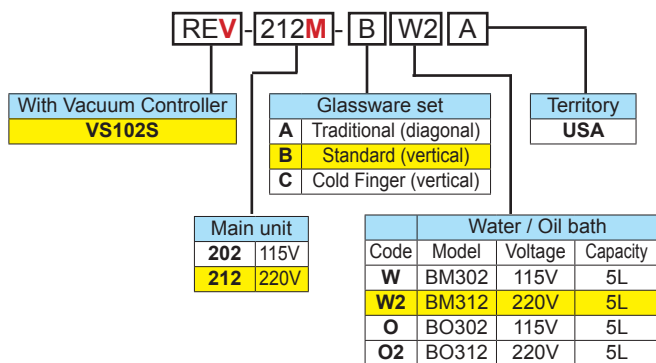 REV-212M-B W2 A
With Vacuum Controller
VS102S
Glassware set
A Traditional (diagonal)
B Standard (vertical)
C Cold Finger (vertical)
Territory
USA
Main unit
202 115V
212 220V
Water / Oil bath
Code Model Voltage Capacity
W BM302 115V 5L
W2 BM312 220V 5L
O BO302 115V 5L
O2 BO312 220V 5L